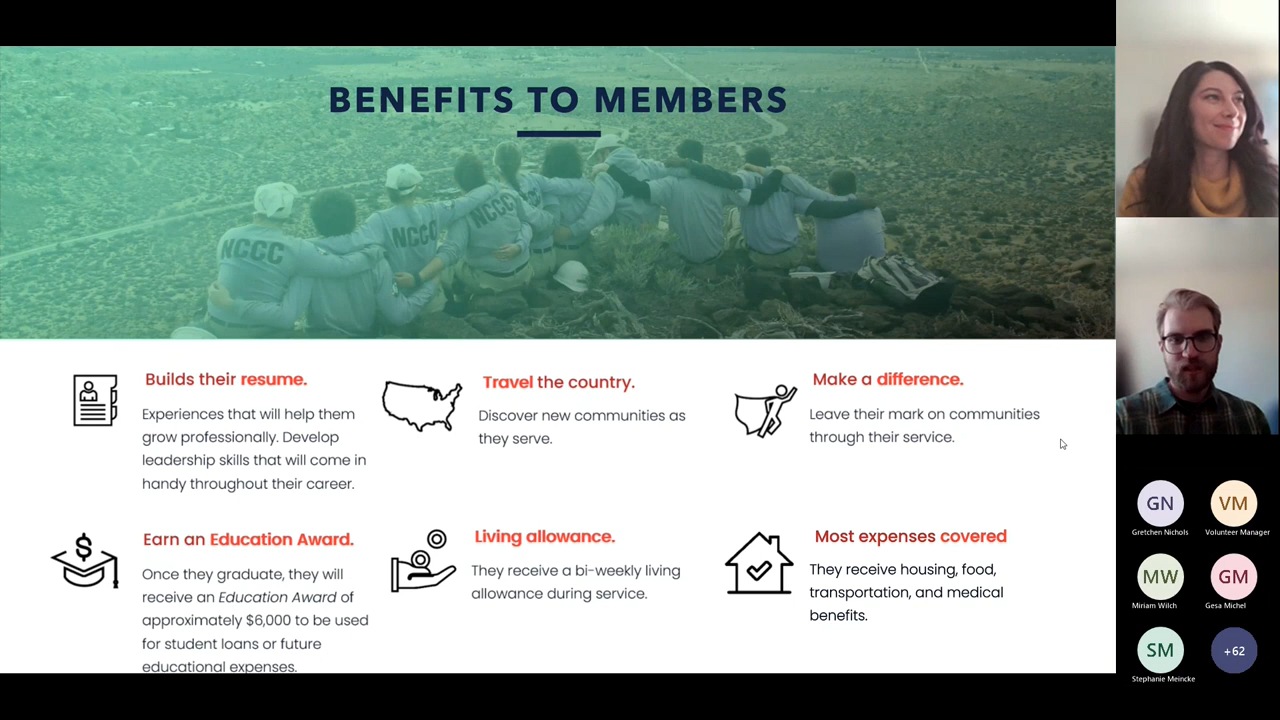 BENEFITS TO MEMBERS
NCCC
NCCC
NCCC
Builds their resume.
Experiences that will help them
grow professionally. Develop
leadership skills that will come in
handy throughout their career.
Travel the country.
Discover new communities as
they serve.
Make a difference.
Leave their mark on communities
through their service.
Earn an Education Award.
Once they graduate, they will
receive an Education Award of
approximately $6,000 to be used
for student loans or future
educational expenses.
Living allowance.
They receive a bi-weekly living
allowance during service.
Most expenses covered
They receive housing, food,
transportation, and medical
benefits.
GN
Gretchen Nichols
VM
Volunteer Manager
MW
Miriam Wilch
GM
Gesa Michel
SM
Stephanie Meincke
+62